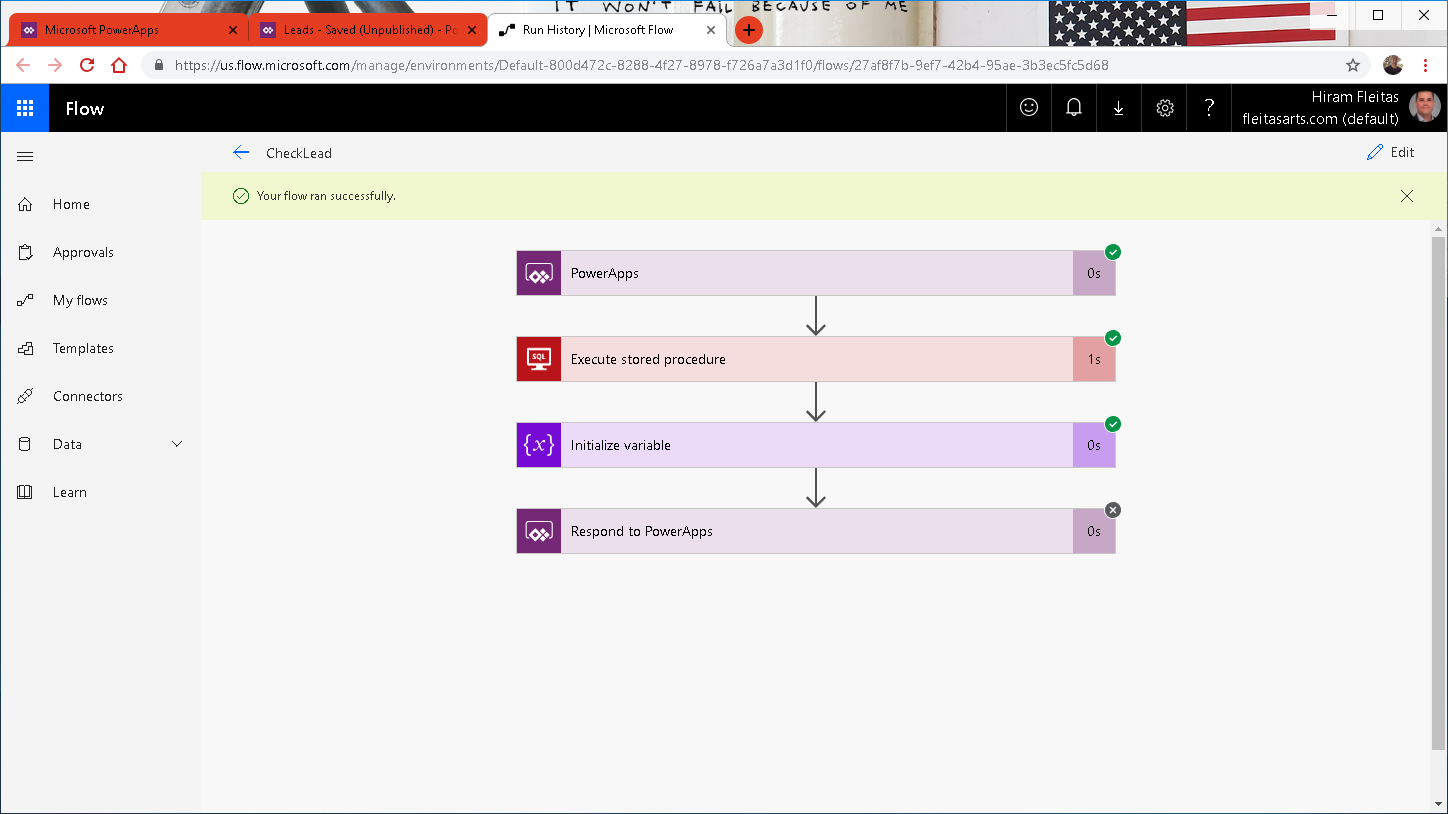 IT WON'T FAIL BECAUSE OF ME
Microsoft PowerApps
Leads - Saved (Unpublished) - Po
Run History | Microsoft Flow
https://us.flow.microsoft.com/manage/environments/Default-800d472c-8288-4f27-8978-f726a7a3d1f0/flows/27af8f7b-9ef7-42b4-95ae-3b3ec5fc5d68
Flow
?
Hiram Fleitas
fleitasarts.com (default)
CheckLead
Edit
Your flow ran successfully.
Home
Approvals
My flows
Templates
Connectors
Data
Learn
PowerApps
0s
SQL
Execute stored procedure
1s
{x}
Initialize variable
0s
Respond to PowerApps
0s